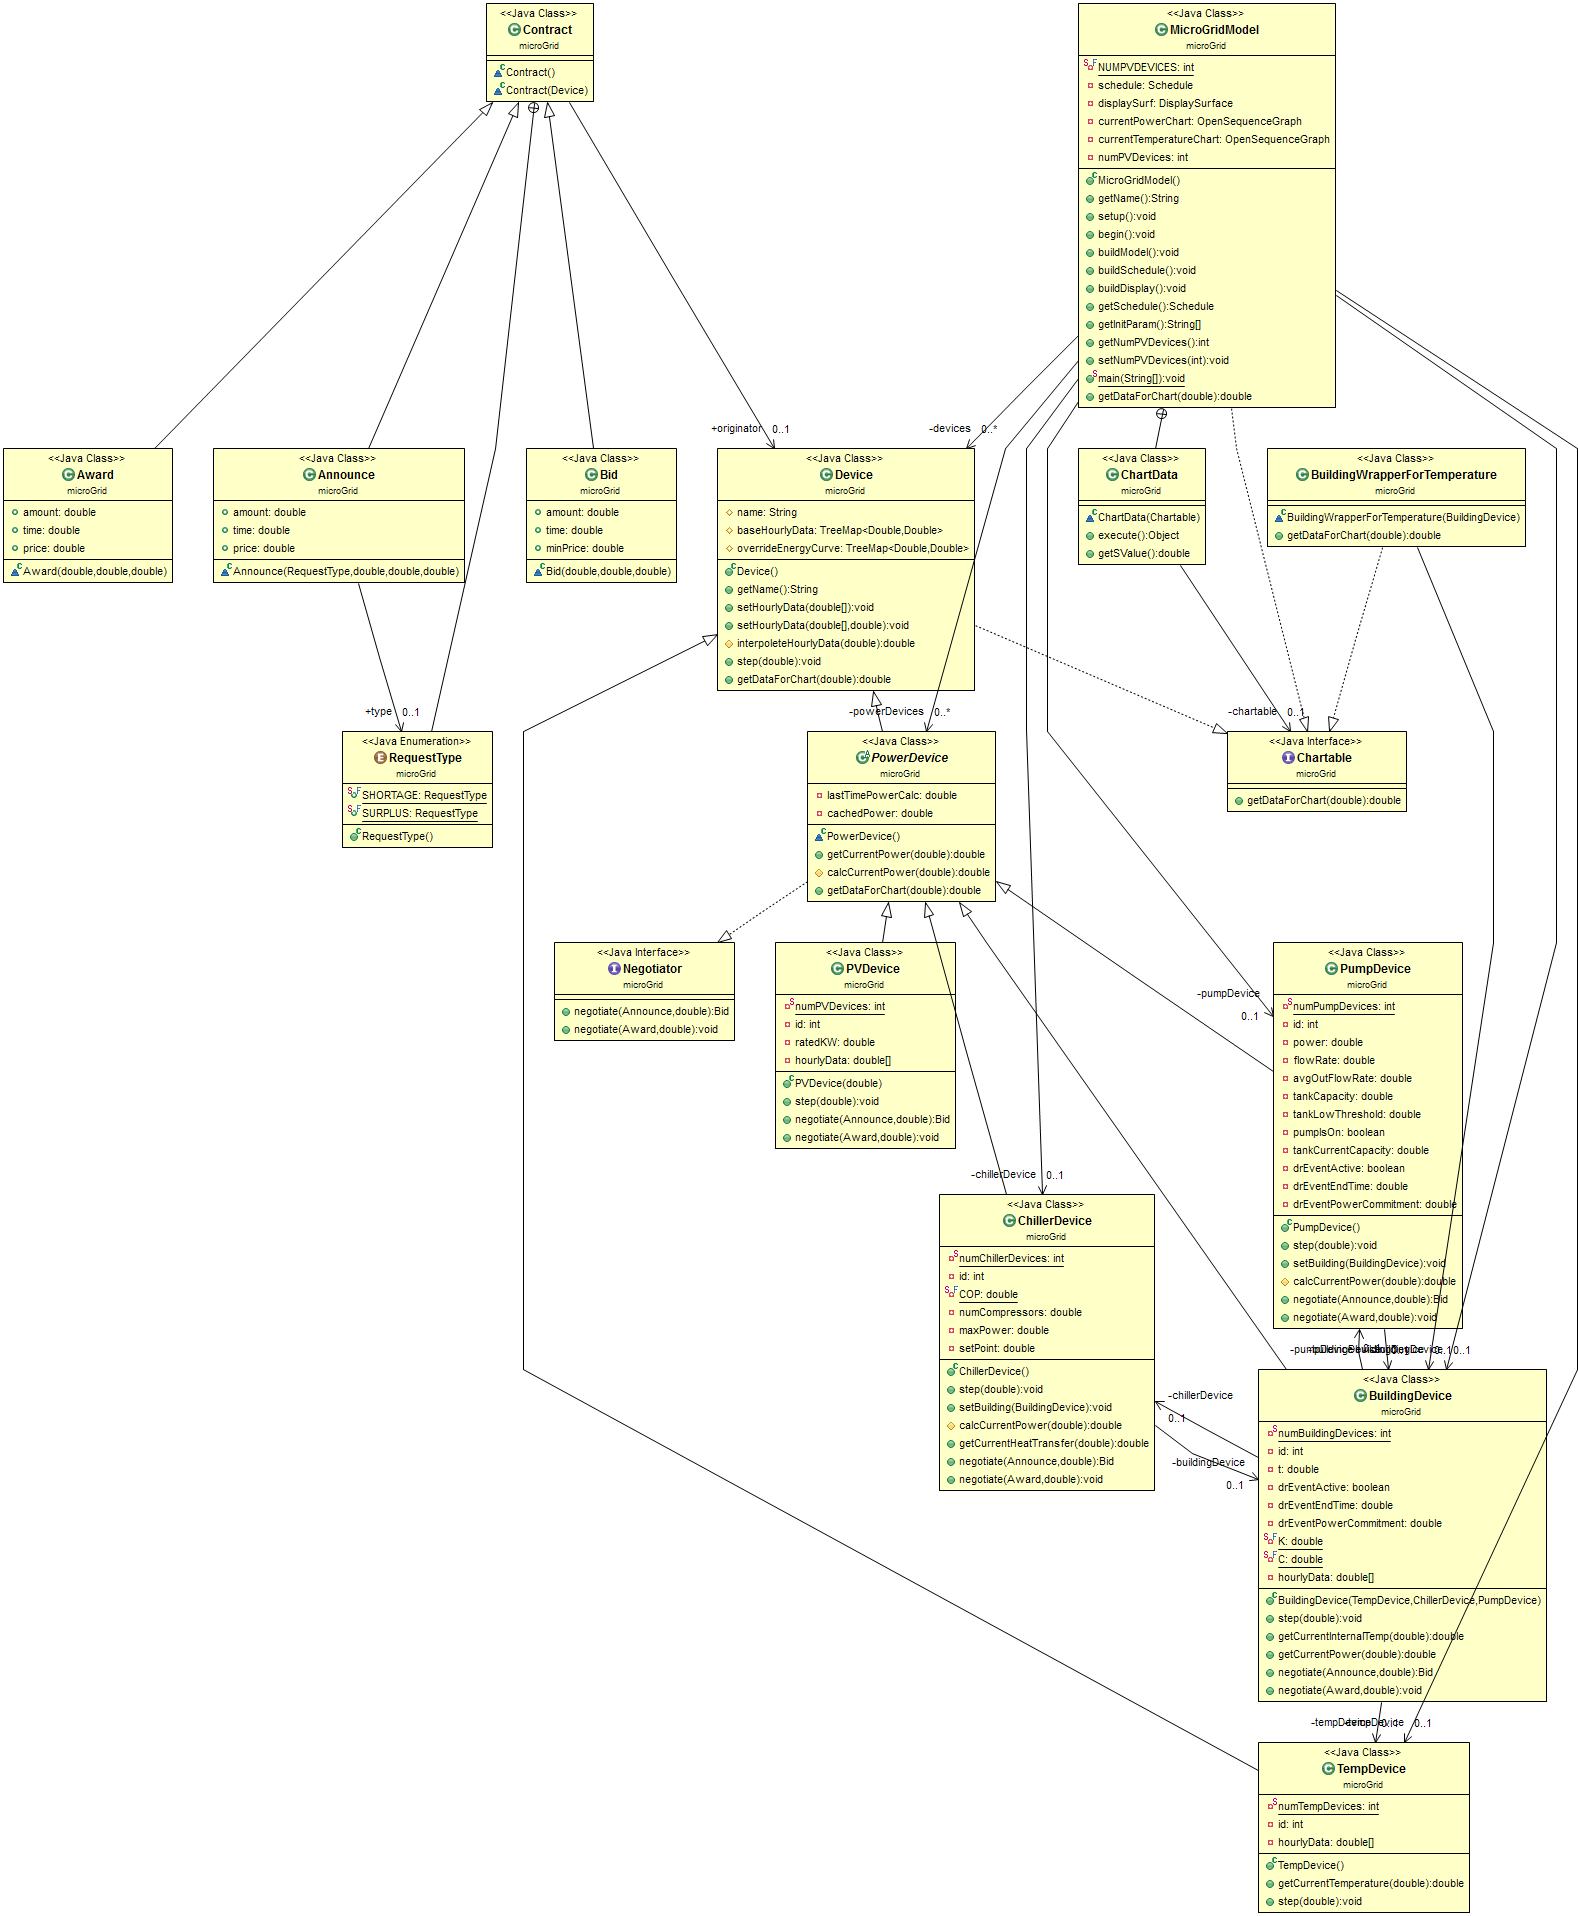 <<Java Class>>
Contract
microGrid
Contract()
Contract(Device)
<<Java Class>>
MicroGridModel
microGrid
NUMPVDEVICES: int
schedule: Schedule
displaySurf: DisplaySurface
currentPowerChart: OpenSequenceGraph
currentTemperatureChart: OpenSequenceGraph
numPVDevices: int
MicroGridModel()
getName():String
setup():void
begin():void
buildModel():void
buildSchedule():void
buildDisplay():void
getSchedule():Schedule
getInitParam():String[]
getNumPVDevices():int
setNumPVDevices(int):void
main(String[]):void
getDataForChart(double):double
+originator 0..1
-devices 0..*
<<Java Class>>
Award
microGrid
amount: double
time: double
price: double
Award(double,double,double)
<<Java Class>>
Announce
microGrid
amount: double
time: double
price: double
Announce(RequestType,double,double,double)
<<Java Class>>
Bid
microGrid
amount: double
time: double
minPrice: double
Bid(double,double,double)
<<Java Class>>
Device
microGrid
name: String
baseHourlyData: TreeMap<Double,Double>
overrideEnergyCurve: TreeMap<Double,Double>
Device()
getName():String
setHourlyData(double[]):void
setHourlyData(double[],double):void
interpoleteHourlyData(double):double
step(double):void
getDataForChart(double):double
<<Java Class>>
ChartData
microGrid
ChartData(Chartable)
execute():Object
getSValue():double
<<Java Class>>
BuildingWrapperForTemperature
microGrid
BuildingWrapperForTemperature(BuildingDevice)
getDataForChart(double):double
+type 0..1
-powerDevices 0..*
-chartable 0..1
<<Java Enumeration>>
RequestType
microGrid
SHORTAGE: RequestType
SURPLUS: RequestType
RequestType()
<<Java Class>>
PowerDevice
microGrid
lastTimePowerCalc: double
cachedPower: double
PowerDevice()
getCurrentPower(double):double
calcCurrentPower(double):double
getDataForChart(double):double
<<Java Interface>>
Chartable
microGrid
getDataForChart(double):double
<<Java Interface>>
Negotiator
microGrid
negotiate(Announce,double):Bid
negotiate(Award,double):void
<<Java Class>>
PVDevice
microGrid
numPVDevices: int
id: int
ratedKW: double
hourlyData: double[]
PVDevice(double)
step(double):void
negotiate(Announce,double):Bid
negotiate(Award,double):void
-pumpDevice
0..1
<<Java Class>>
PumpDevice
microGrid
numPumpDevices: int
id: int
power: double
flowRate: double
avgOutFlowRate: double
tankCapacity: double
tankLowThreshold: double
pumpIsOn: boolean
tankCurrentCapacity: double
drEventActive: boolean
drEventEndTime: double
drEventPowerCommitment: double
PumpDevice()
step(double):void
setBuilding(BuildingDevice):void
calcCurrentPower(double):double
negotiate(Announce,double):Bid
negotiate(Award,double):void
-chillerDevice 0..1
<<Java Class>>
ChillerDevice
microGrid
numChillerDevices: int
id: int
COP: double
numCompressors: double
maxPower: double
setPoint: double
ChillerDevice()
step(double):void
setBuilding(BuildingDevice):void
calcCurrentPower(double):double
getCurrentHeatTransfer(double):double
negotiate(Announce,double):Bid
negotiate(Award,double):void
0..1
0..1
-chillerDevice
0..1
-buildingDevice
0..1
<<Java Class>>
BuildingDevice
microGrid
numBuildingDevices: int
id: int
t: double
drEventActive: boolean
drEventEndTime: double
drEventPowerCommitment: double
K: double
C: double
hourlyData: double[]
BuildingDevice(TempDevice,ChillerDevice,PumpDevice)
step(double):void
getCurrentInternalTemp(double):double
getCurrentPower(double):double
negotiate(Announce,double):Bid
negotiate(Award,double):void
-tempDevice
0..1
0..1
<<Java Class>>
TempDevice
microGrid
numTempDevices: int
id: int
hourlyData: double[]
TempDevice()
getCurrentTemperature(double):double
step(double):void